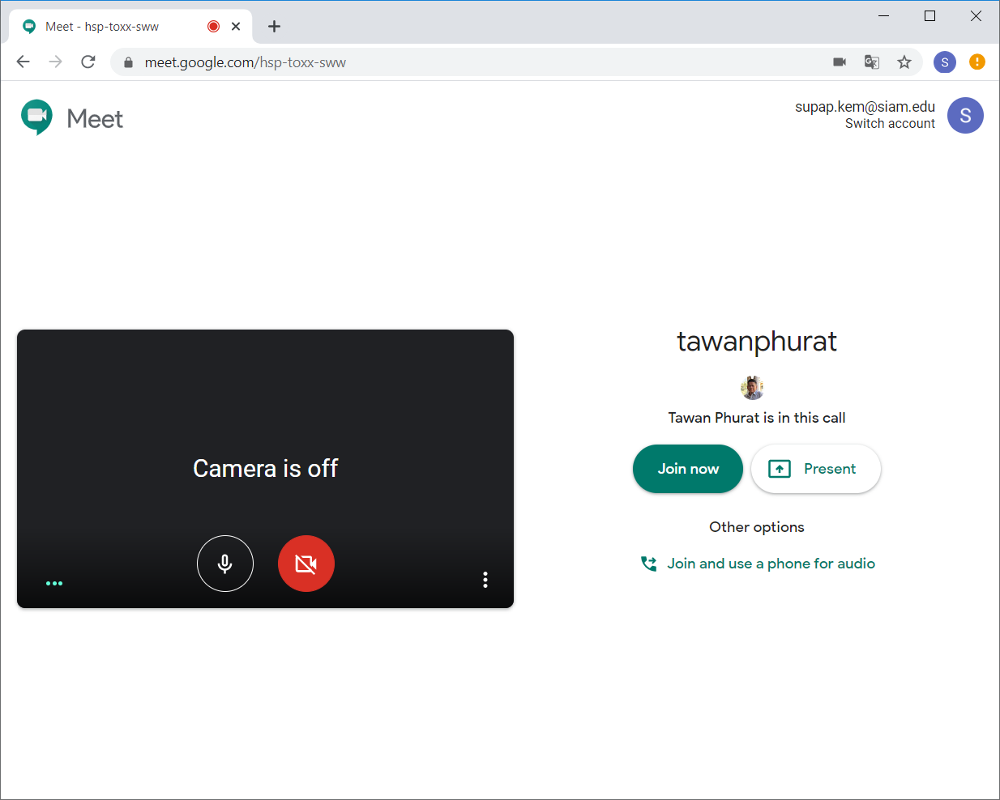 Meet - hsp-toxx-sww
meet.google.com/hsp-toxx-sww
S
Meet
supap.kem@siam.edu
Switch account
S
tawanphurat
Tawan Phurat is in this call
Camera is off
Join now
Present
Other options
Join and use a phone for audio